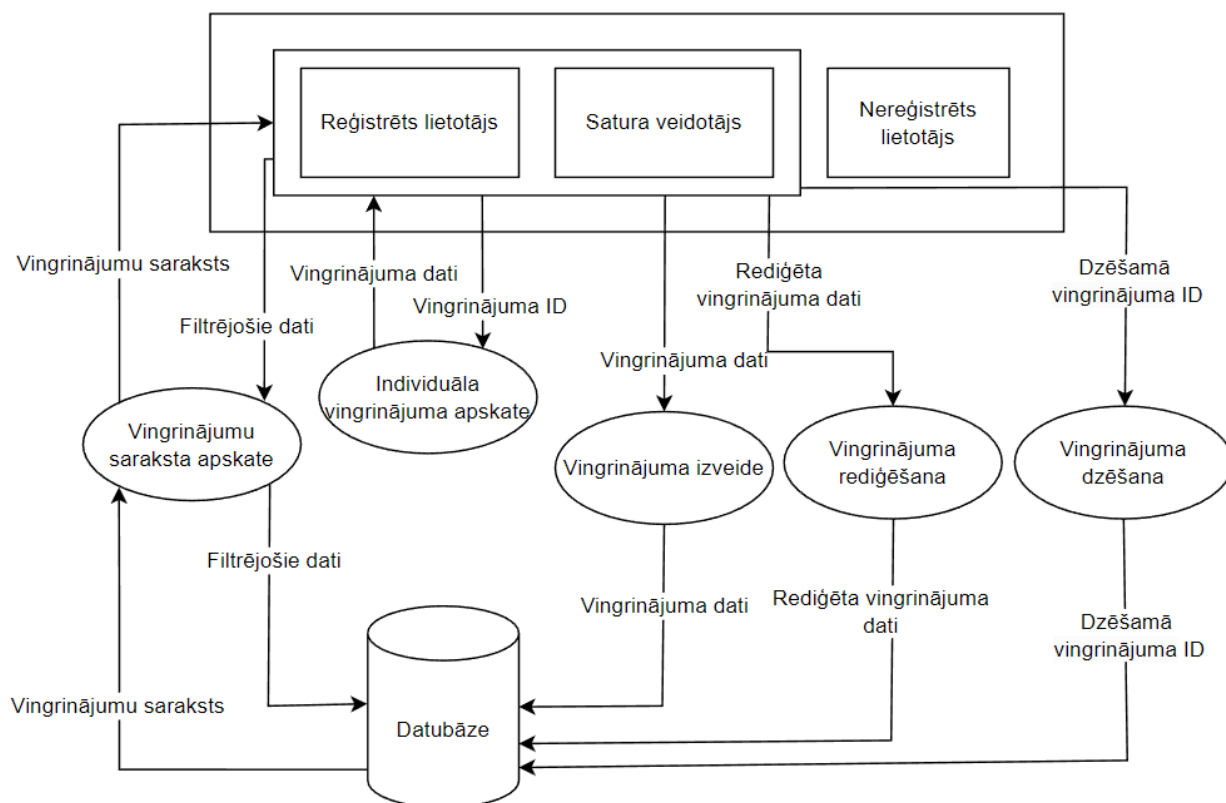 Reģistrēts lietotājs
Satura veidotājs
Nereģistrēts
lietotājs
Vingrinājumu saraksts
Filtrējošie dati
Vingrinājuma dati
Vingrinājuma ID
Vingrinājuma dati
Rediģēta
vingrinājuma dati
Dzēšamā
vingrinājuma ID
Vingrinājumu
saraksta apskate
Individuāla
vingrinājuma apskate
Vingrinājuma izveide
Vingrinājuma
rediģēšana
Vingrinājuma
dzēšana
Filtrējošie dati
Vingrinājuma dati
Rediģēta vingrinājuma
dati
Dzēšamā
vingrinājuma ID
Vingrinājumu saraksts
Datubāze